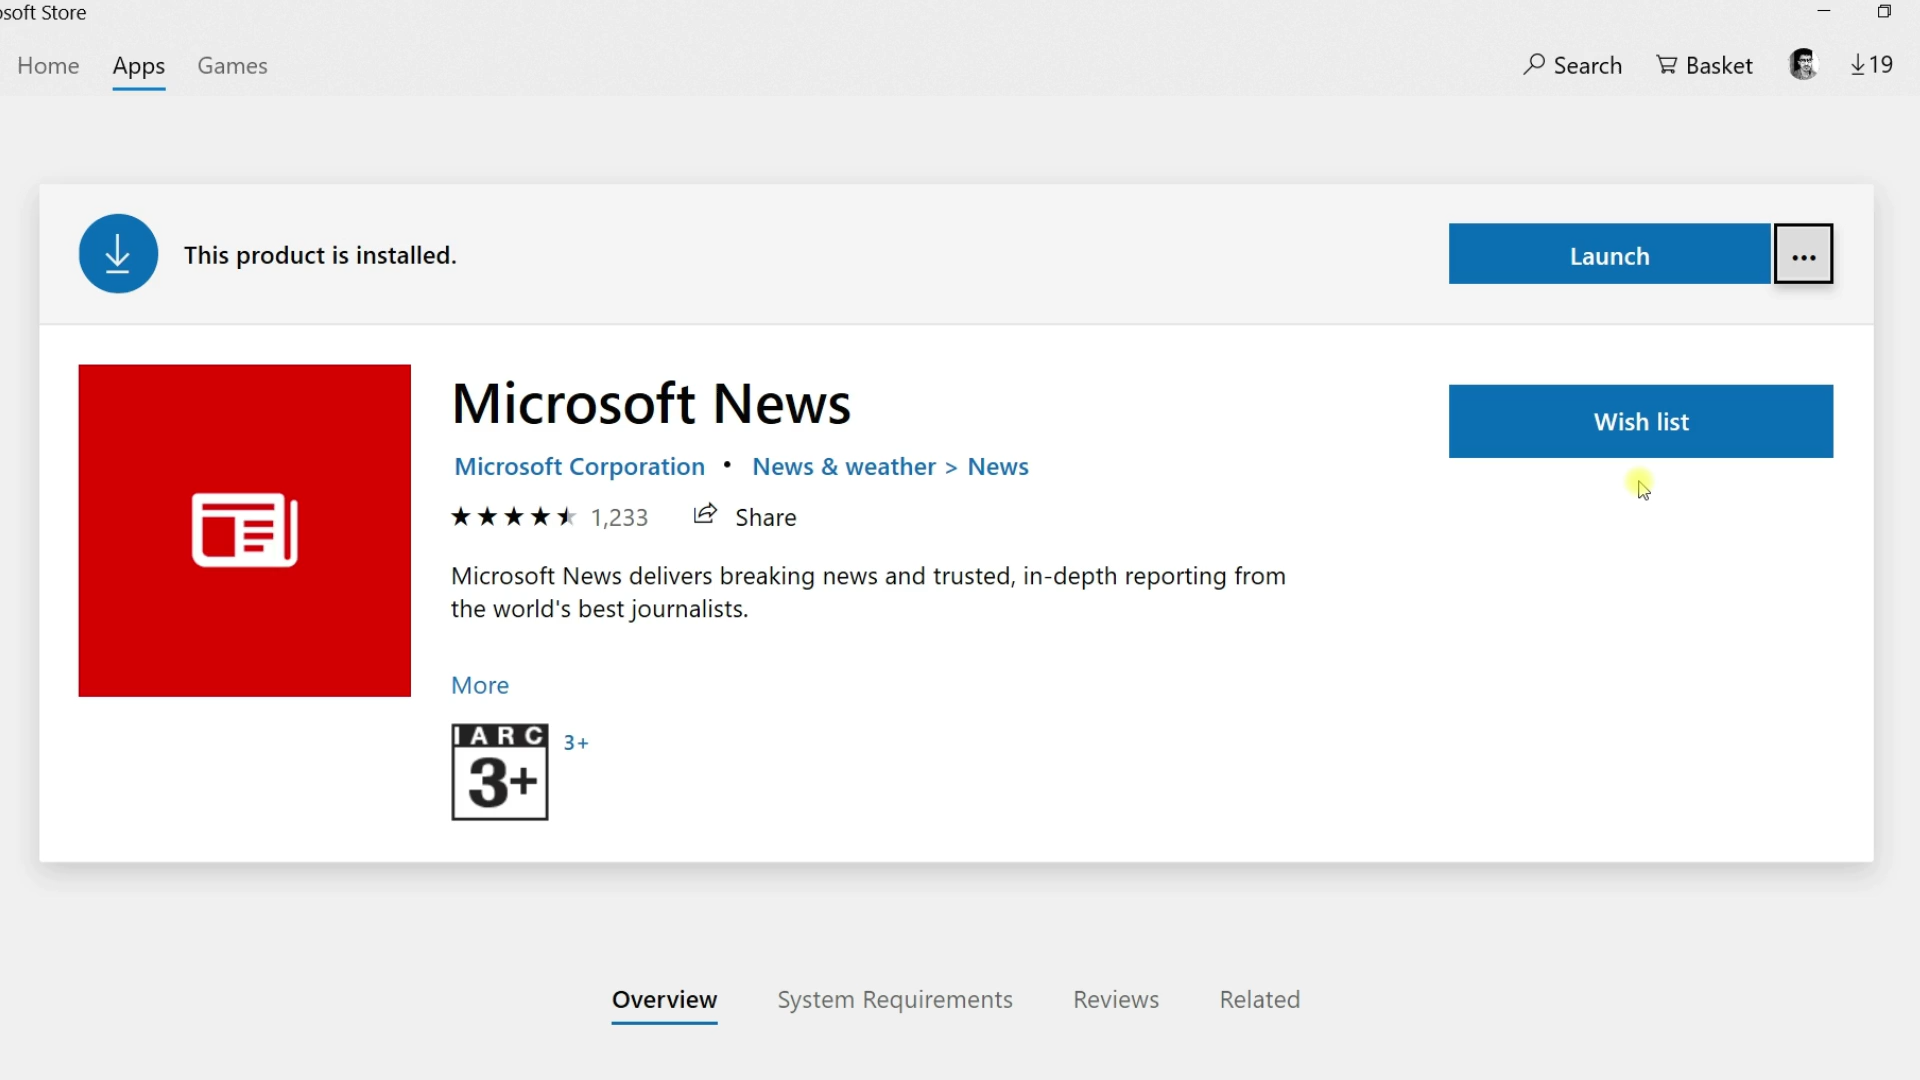 osoft Store
Home Apps Games Search Basket 19
This product is installed. Launch ...
Microsoft News
Wish list
Microsoft Corporation • News & weather > News
1,233 Share
Microsoft News delivers breaking news and trusted, in-depth reporting from
the world's best journalists.
More
IARC
3+
3+
Overview System Requirements Reviews Related